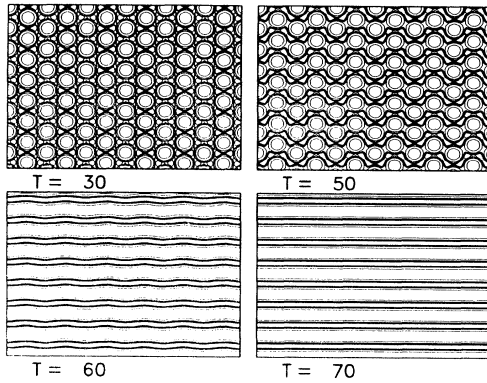 T = 30
T = 50
T = 60
T = 70